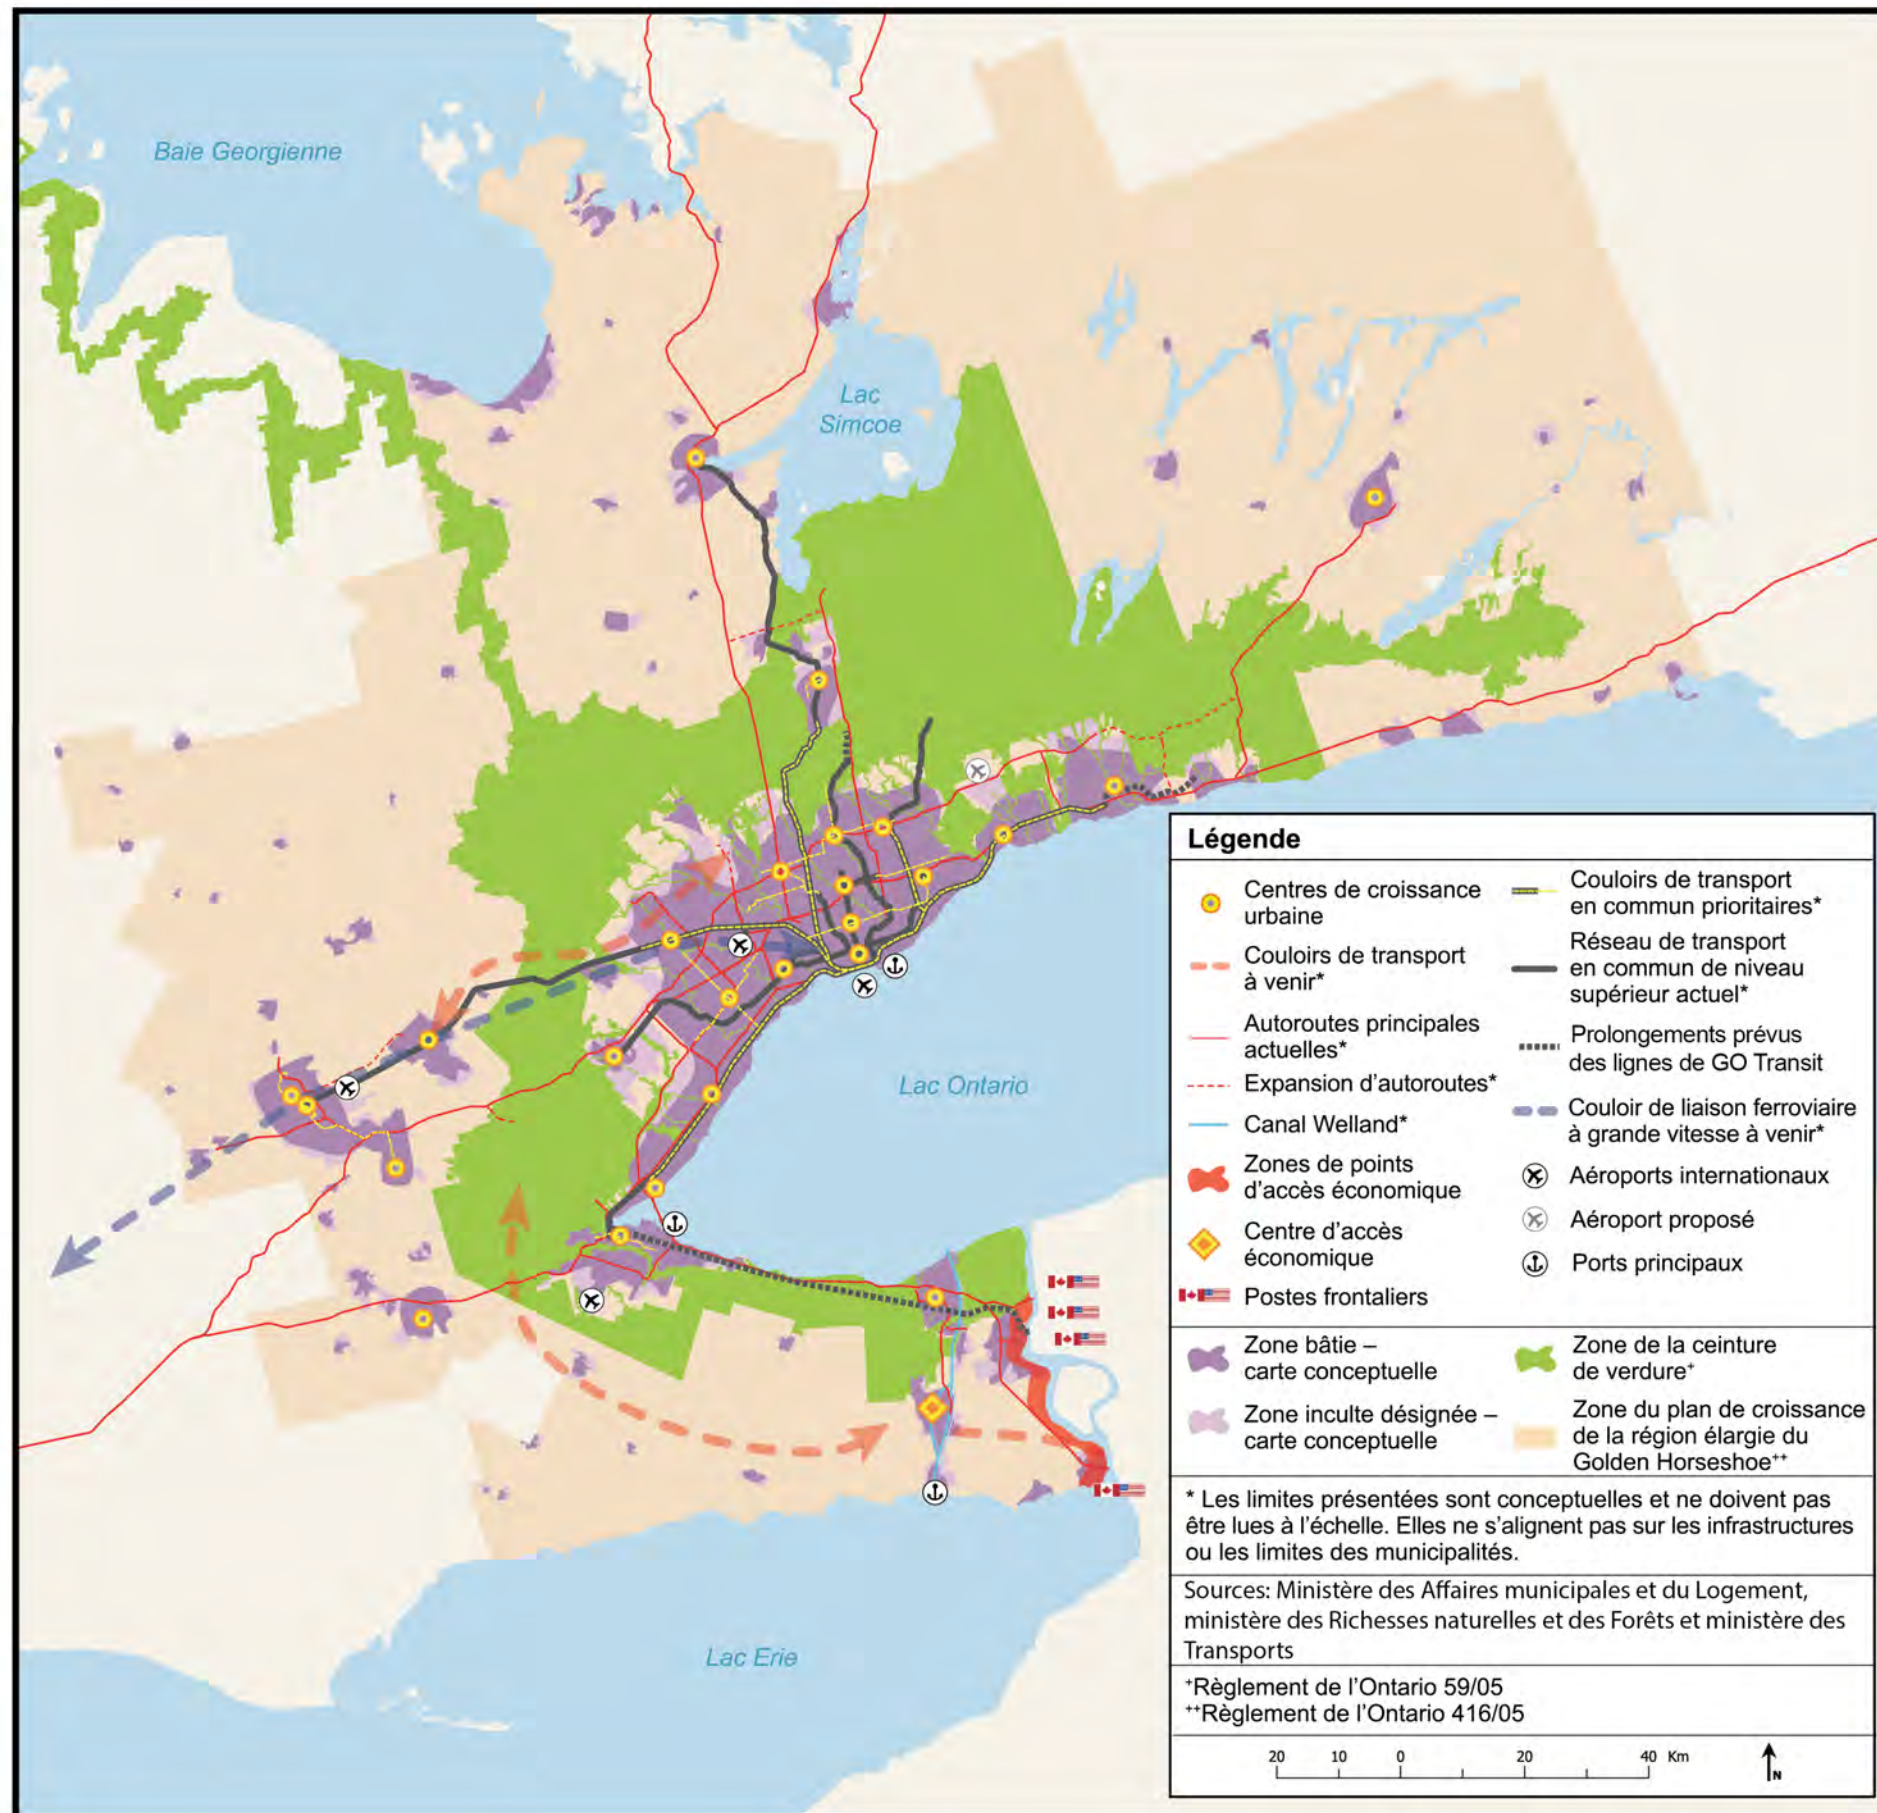 Baie Georgienne
Lac
Simcoe
Lac Ontario
Lac Erie
Légende
Centres de croissance
urbaine
Couloirs de transport
à venir*
Autoroutes principales
actuelles*
Expansion d'autoroutes*
Canal Welland*
Zones de points
d'accès économique
Centre d'accès
économique
Postes frontaliers
Couloirs de transport
en commun prioritaires*
Réseau de transport
en commun de niveau
supérieur actuel*
Prolongements prévus
des lignes de GO Transit
Couloir de liaison ferroviaire
à grande vitesse à venir*
Aéroports internationaux
Aéroport proposé
Ports principaux
Zone bâtie –
carte conceptuelle
Zone inculte désignée –
carte conceptuelle
Zone de la ceinture
de verdure+
Zone du plan de croissance
de la région élargie du
Golden Horseshoe++
* Les limites présentées sont conceptuelles et ne doivent pas
être lues à l'échelle. Elles ne s'alignent pas sur les infrastructures
ou les limites des municipalités.
Sources: Ministère des Affaires municipales et du Logement,
ministère des Richesses naturelles et des Forêts et ministère des
Transports
+Règlement de l'Ontario 59/05
++Règlement de l'Ontario 416/05
20 10 0 20 40 Km
N